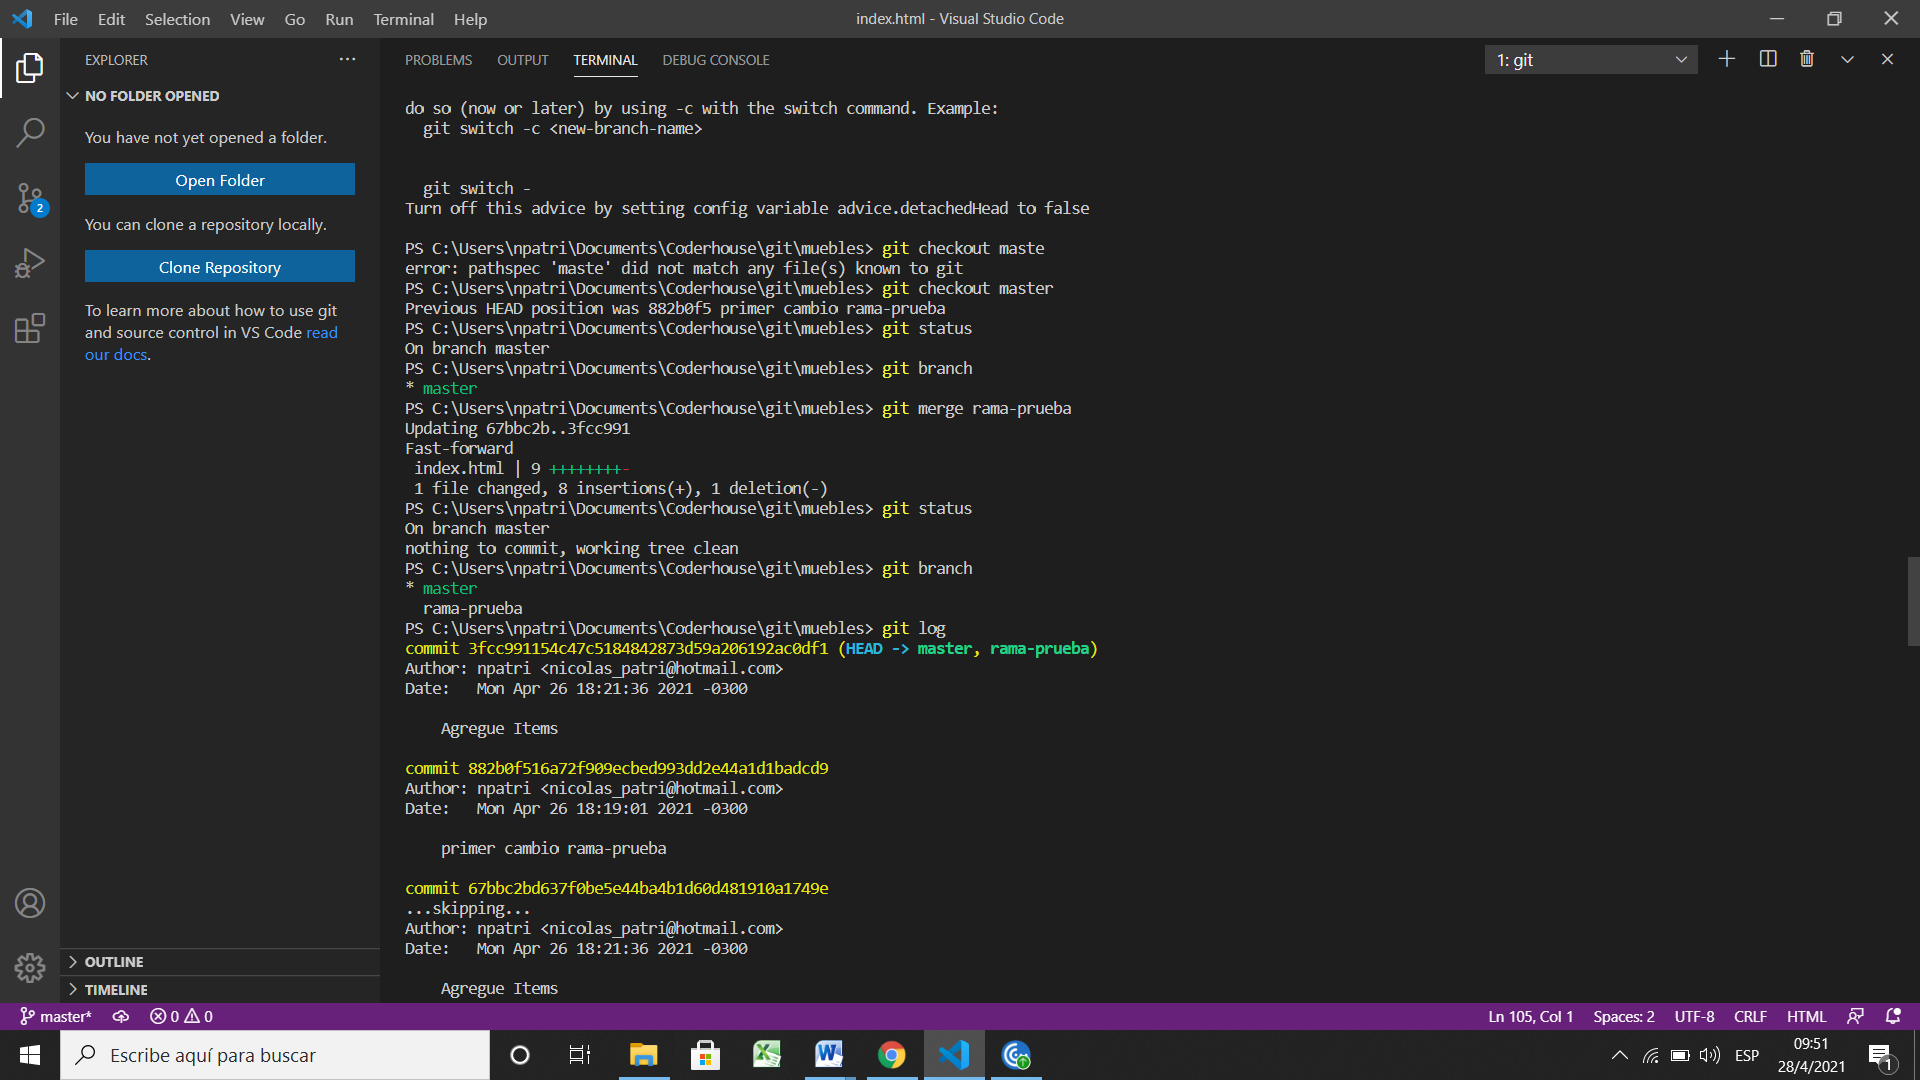 File Edit Selection View Go Run Terminal Help
index.html - Visual Studio Code
EXPLORER
NO FOLDER OPENED
You have not yet opened a folder.
Open Folder
You can clone a repository locally.
Clone Repository
To learn more about how to use git
and source control in VS Code read
our docs.
OUTLINE
TIMELINE
2
PROBLEMS OUTPUT TERMINAL DEBUG CONSOLE
1: git
do so (now or later) by using -c with the switch command. Example:
git switch -c <new-branch-name>
git switch -
Turn off this advice by setting config variable advice.detachedHead to false
PS C:\Users\npatri\Documents\Coderhouse\git\muebles> git checkout maste
error: pathspec 'maste' did not match any file(s) known to git
PS C:\Users\npatri\Documents\Coderhouse\git\muebles> git checkout master
Previous HEAD position was 882b0f5 primer cambio rama-prueba
PS C:\Users\npatri\Documents\Coderhouse\git\muebles> git status
On branch master
PS C:\Users\npatri\Documents\Coderhouse\git\muebles> git branch
* master
PS C:\Users\npatri\Documents\Coderhouse\git\muebles> git merge rama-prueba
Updating 67bbc2b..3fcc991
Fast-forward
index.html | 9 ++++++++-
1 file changed, 8 insertions(+), 1 deletion(-)
PS C:\Users\npatri\Documents\Coderhouse\git\muebles> git status
On branch master
nothing to commit, working tree clean
PS C:\Users\npatri\Documents\Coderhouse\git\muebles> git branch
* master
rama-prueba
PS C:\Users\npatri\Documents\Coderhouse\git\muebles> git log
commit 3fcc991154c47c5184842873d59a206192ac0df1 (HEAD -> master, rama-prueba)
Author: npatri <nicolas_patri@hotmail.com>
Date:   Mon Apr 26 18:21:36 2021 -0300
Agregue Items
commit 882b0f516a72f909ecbed993dd2e44a1d1badcd9
Author: npatri <nicolas_patri@hotmail.com>
Date:   Mon Apr 26 18:19:01 2021 -0300
primer cambio rama-prueba
commit 67bbc2bd637f0be5e44ba4b1d60d481910a1749e
...skipping...
Author: npatri <nicolas_patri@hotmail.com>
Date:   Mon Apr 26 18:21:36 2021 -0300
Agregue Items
master* 0 0
Ln 105, Col 1 Spaces: 2 UTF-8 CRLF HTML
Escribe aquí para buscar
ESP
09:51
28/4/2021
1